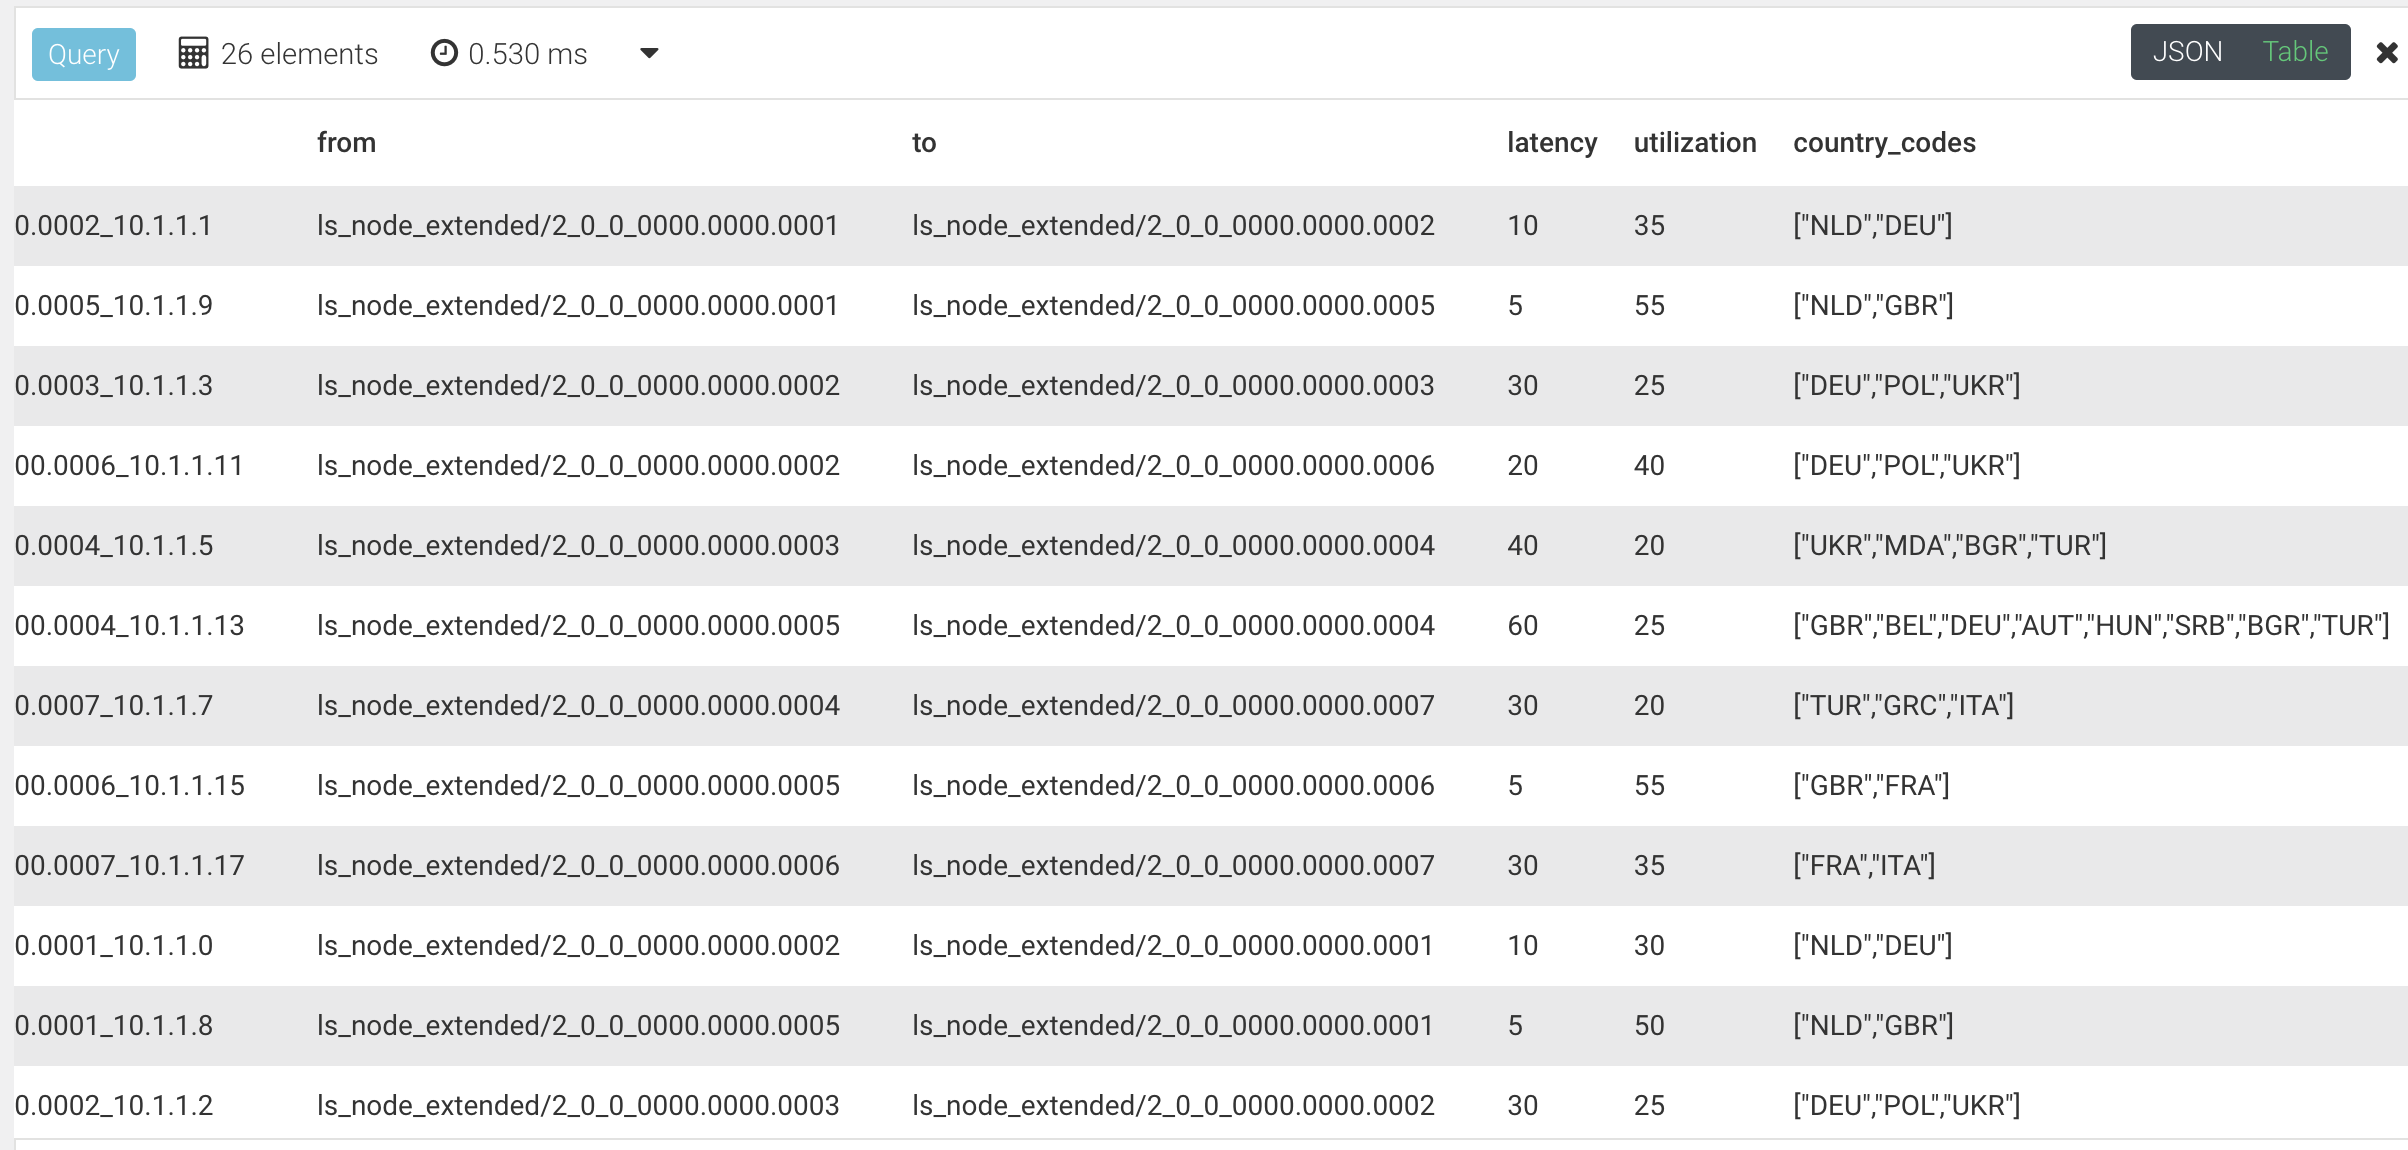 Query 26 elements 0.530 ms JSON Table
from to latency utilization country_codes
0.0002_10.1.1.1 ls_node_extended/2_0_0_0000.0000.0001 ls_node_extended/2_0_0_0000.0000.0002 10 35 ["NLD","DEU"]
0.0005_10.1.1.9 ls_node_extended/2_0_0_0000.0000.0001 ls_node_extended/2_0_0_0000.0000.0005 5 55 ["NLD","GBR"]
0.0003_10.1.1.3 ls_node_extended/2_0_0_0000.0000.0002 ls_node_extended/2_0_0_0000.0000.0003 30 25 ["DEU","POL","UKR"]
00.0006_10.1.1.11 ls_node_extended/2_0_0_0000.0000.0002 ls_node_extended/2_0_0_0000.0000.0006 20 40 ["DEU","POL","UKR"]
0.0004_10.1.1.5 ls_node_extended/2_0_0_0000.0000.0003 ls_node_extended/2_0_0_0000.0000.0004 40 20 ["UKR","MDA","BGR","TUR"]
00.0004_10.1.1.13 ls_node_extended/2_0_0_0000.0000.0005 ls_node_extended/2_0_0_0000.0000.0004 60 25 ["GBR","BEL","DEU","AUT","HUN","SRB","BGR","TUR"]
0.0007_10.1.1.7 ls_node_extended/2_0_0_0000.0000.0004 ls_node_extended/2_0_0_0000.0000.0007 30 20 ["TUR","GRC","ITA"]
00.0006_10.1.1.15 ls_node_extended/2_0_0_0000.0000.0005 ls_node_extended/2_0_0_0000.0000.0006 5 55 ["GBR","FRA"]
00.0007_10.1.1.17 ls_node_extended/2_0_0_0000.0000.0006 ls_node_extended/2_0_0_0000.0000.0007 30 35 ["FRA","ITA"]
0.0001_10.1.1.0 ls_node_extended/2_0_0_0000.0000.0002 ls_node_extended/2_0_0_0000.0000.0001 10 30 ["NLD","DEU"]
0.0001_10.1.1.8 ls_node_extended/2_0_0_0000.0000.0005 ls_node_extended/2_0_0_0000.0000.0001 5 50 ["NLD","GBR"]
0.0002_10.1.1.2 ls_node_extended/2_0_0_0000.0000.0003 ls_node_extended/2_0_0_0000.0000.0002 30 25 ["DEU","POL","UKR"]